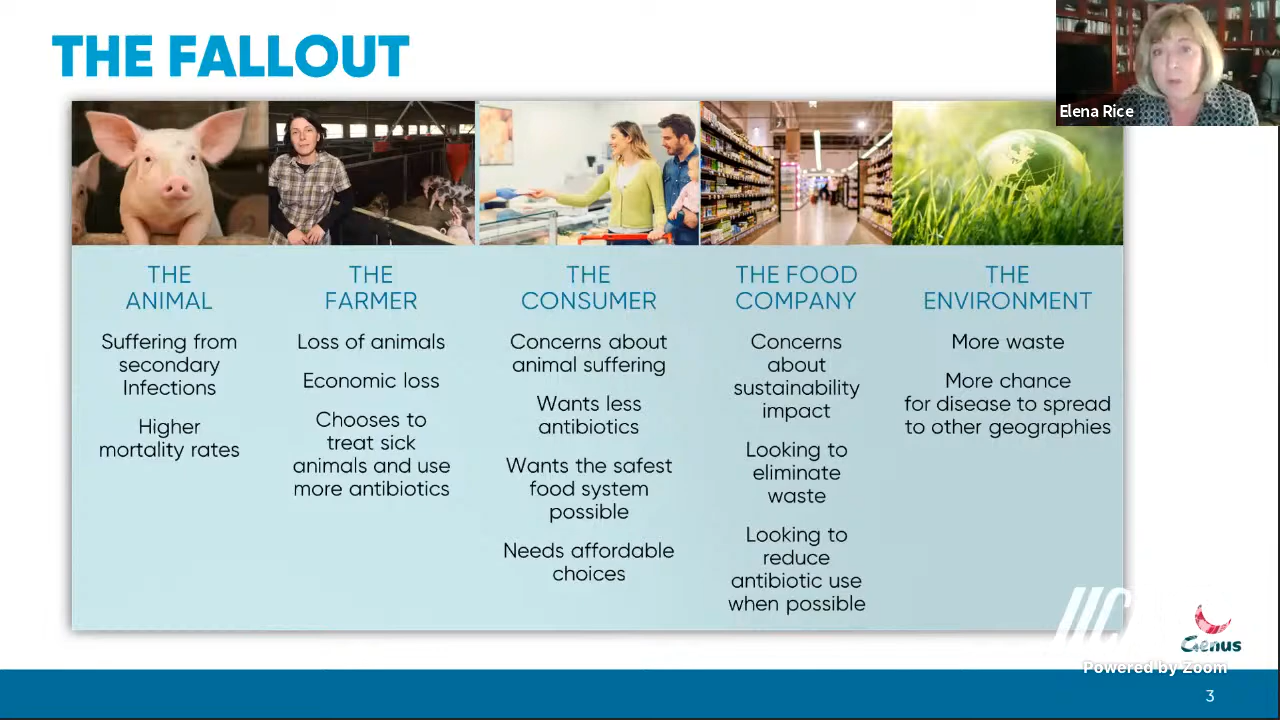 THE FALLOUT
Elena Rice
THE
ANIMAL
Suffering from
secondary
Infections
Higher
mortality rates
THE
FARMER
Loss of animals
Economic loss
Chooses to
treat sick
animals and use
more antibiotics
THE
CONSUMER
Concerns about
animal suffering
Wants less
antibiotics
Wants the safest
food system
possible
Needs affordable
choices
THE FOOD
COMPANY
Concerns
about
sustainability
impact
Looking to
eliminate
waste
Looking to
reduce
antibiotic use
when possible
THE
ENVIRONMENT
More waste
More chance
for disease to spread
to other geographies
Genus
Powered by Zoom
3